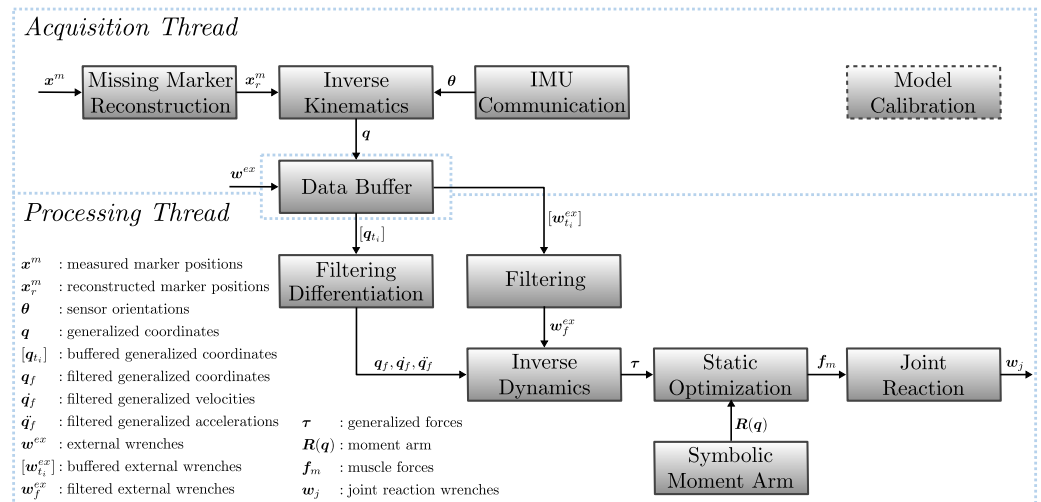 Acquisition Thread
x^m
Missing Marker
Reconstruction
x_r^m
Inverse
Kinematics
θ
IMU
Communication
Model
Calibration
q
w^{ex}
Data Buffer
Processing Thread
[q_{t_i}]
[w_{t_i}^{ex}]
Filtering
Differentiation
Filtering
w_f^{ex}
q_f, q̇_f, q̈_f
Inverse
Dynamics
τ
Static
Optimization
f_m
Joint
Reaction
w_j
R(q)
Symbolic
Moment Arm
x^m : measured marker positions
x_r^m : reconstructed marker positions
θ : sensor orientations
q : generalized coordinates
[q_{t_i}] : buffered generalized coordinates
q_f : filtered generalized coordinates
q̇_f : filtered generalized velocities
q̈_f : filtered generalized accelerations
w^{ex} : external wrenches
[w_{t_i}^{ex}] : buffered external wrenches
w_f^{ex} : filtered external wrenches
τ : generalized forces
R(q) : moment arm
f_m : muscle forces
w_j : joint reaction wrenches